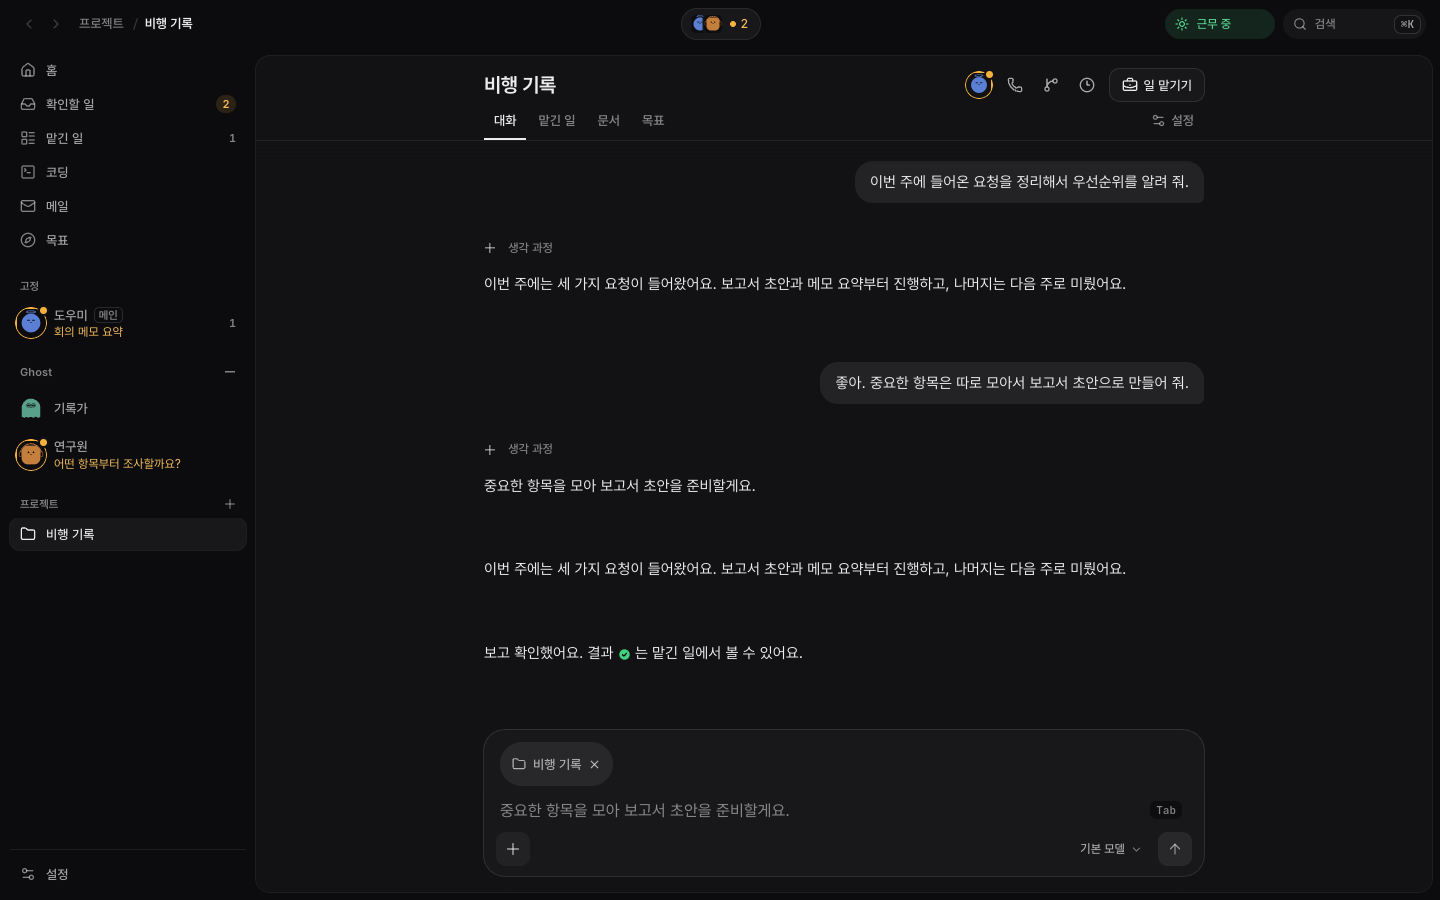 프로젝트 / 비행 기록
2
근무 중
검색
⌘K
홈
확인할 일
2
맡긴 일
1
코딩
메일
목표
고정
도우미 메인
회의 메모 요약
1
Ghost
기록가
연구원
어떤 항목부터 조사할까요?
프로젝트
비행 기록
설정
비행 기록
일 맡기기
대화
맡긴 일
문서
목표
설정
이번 주에 들어온 요청을 정리해서 우선순위를 알려 줘.
생각 과정
이번 주에는 세 가지 요청이 들어왔어요. 보고서 초안과 메모 요약부터 진행하고, 나머지는 다음 주로 미뤘어요.
좋아. 중요한 항목은 따로 모아서 보고서 초안으로 만들어 줘.
생각 과정
중요한 항목을 모아 보고서 초안을 준비할게요.
이번 주에는 세 가지 요청이 들어왔어요. 보고서 초안과 메모 요약부터 진행하고, 나머지는 다음 주로 미뤘어요.
보고 확인했어요. 결과 는 맡긴 일에서 볼 수 있어요.
비행 기록
중요한 항목을 모아 보고서 초안을 준비할게요.
Tab
기본 모델